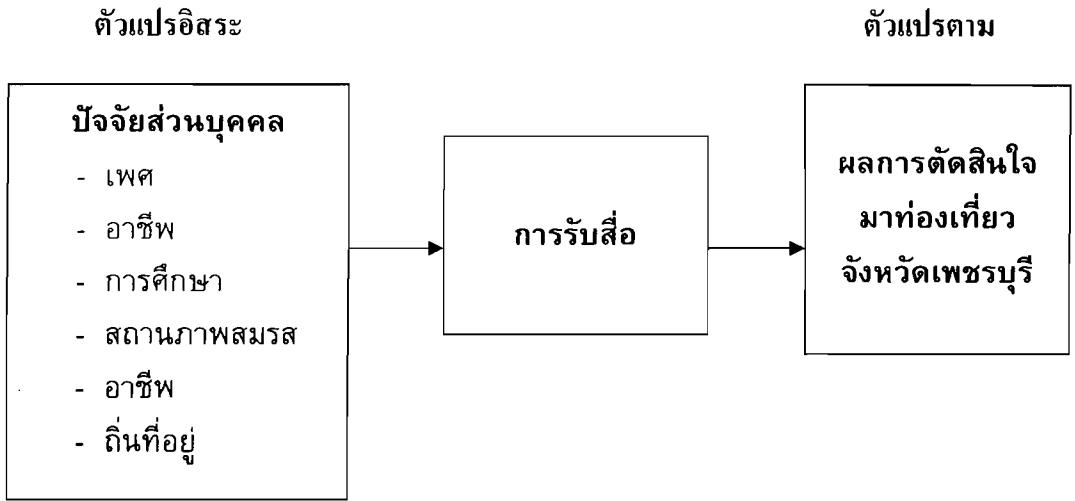 ตัวแปรอิสระ
ตัวแปรตาม
ปัจจัยส่วนบุคคล
- เพศ
- อาชีพ
- การศึกษา
- สถานภาพสมรส
- อาชีพ
- ถิ่นที่อยู่
การรับสื่อ
ผลการตัดสินใจ
มาท่องเที่ยว
จังหวัดเพชรบุรี